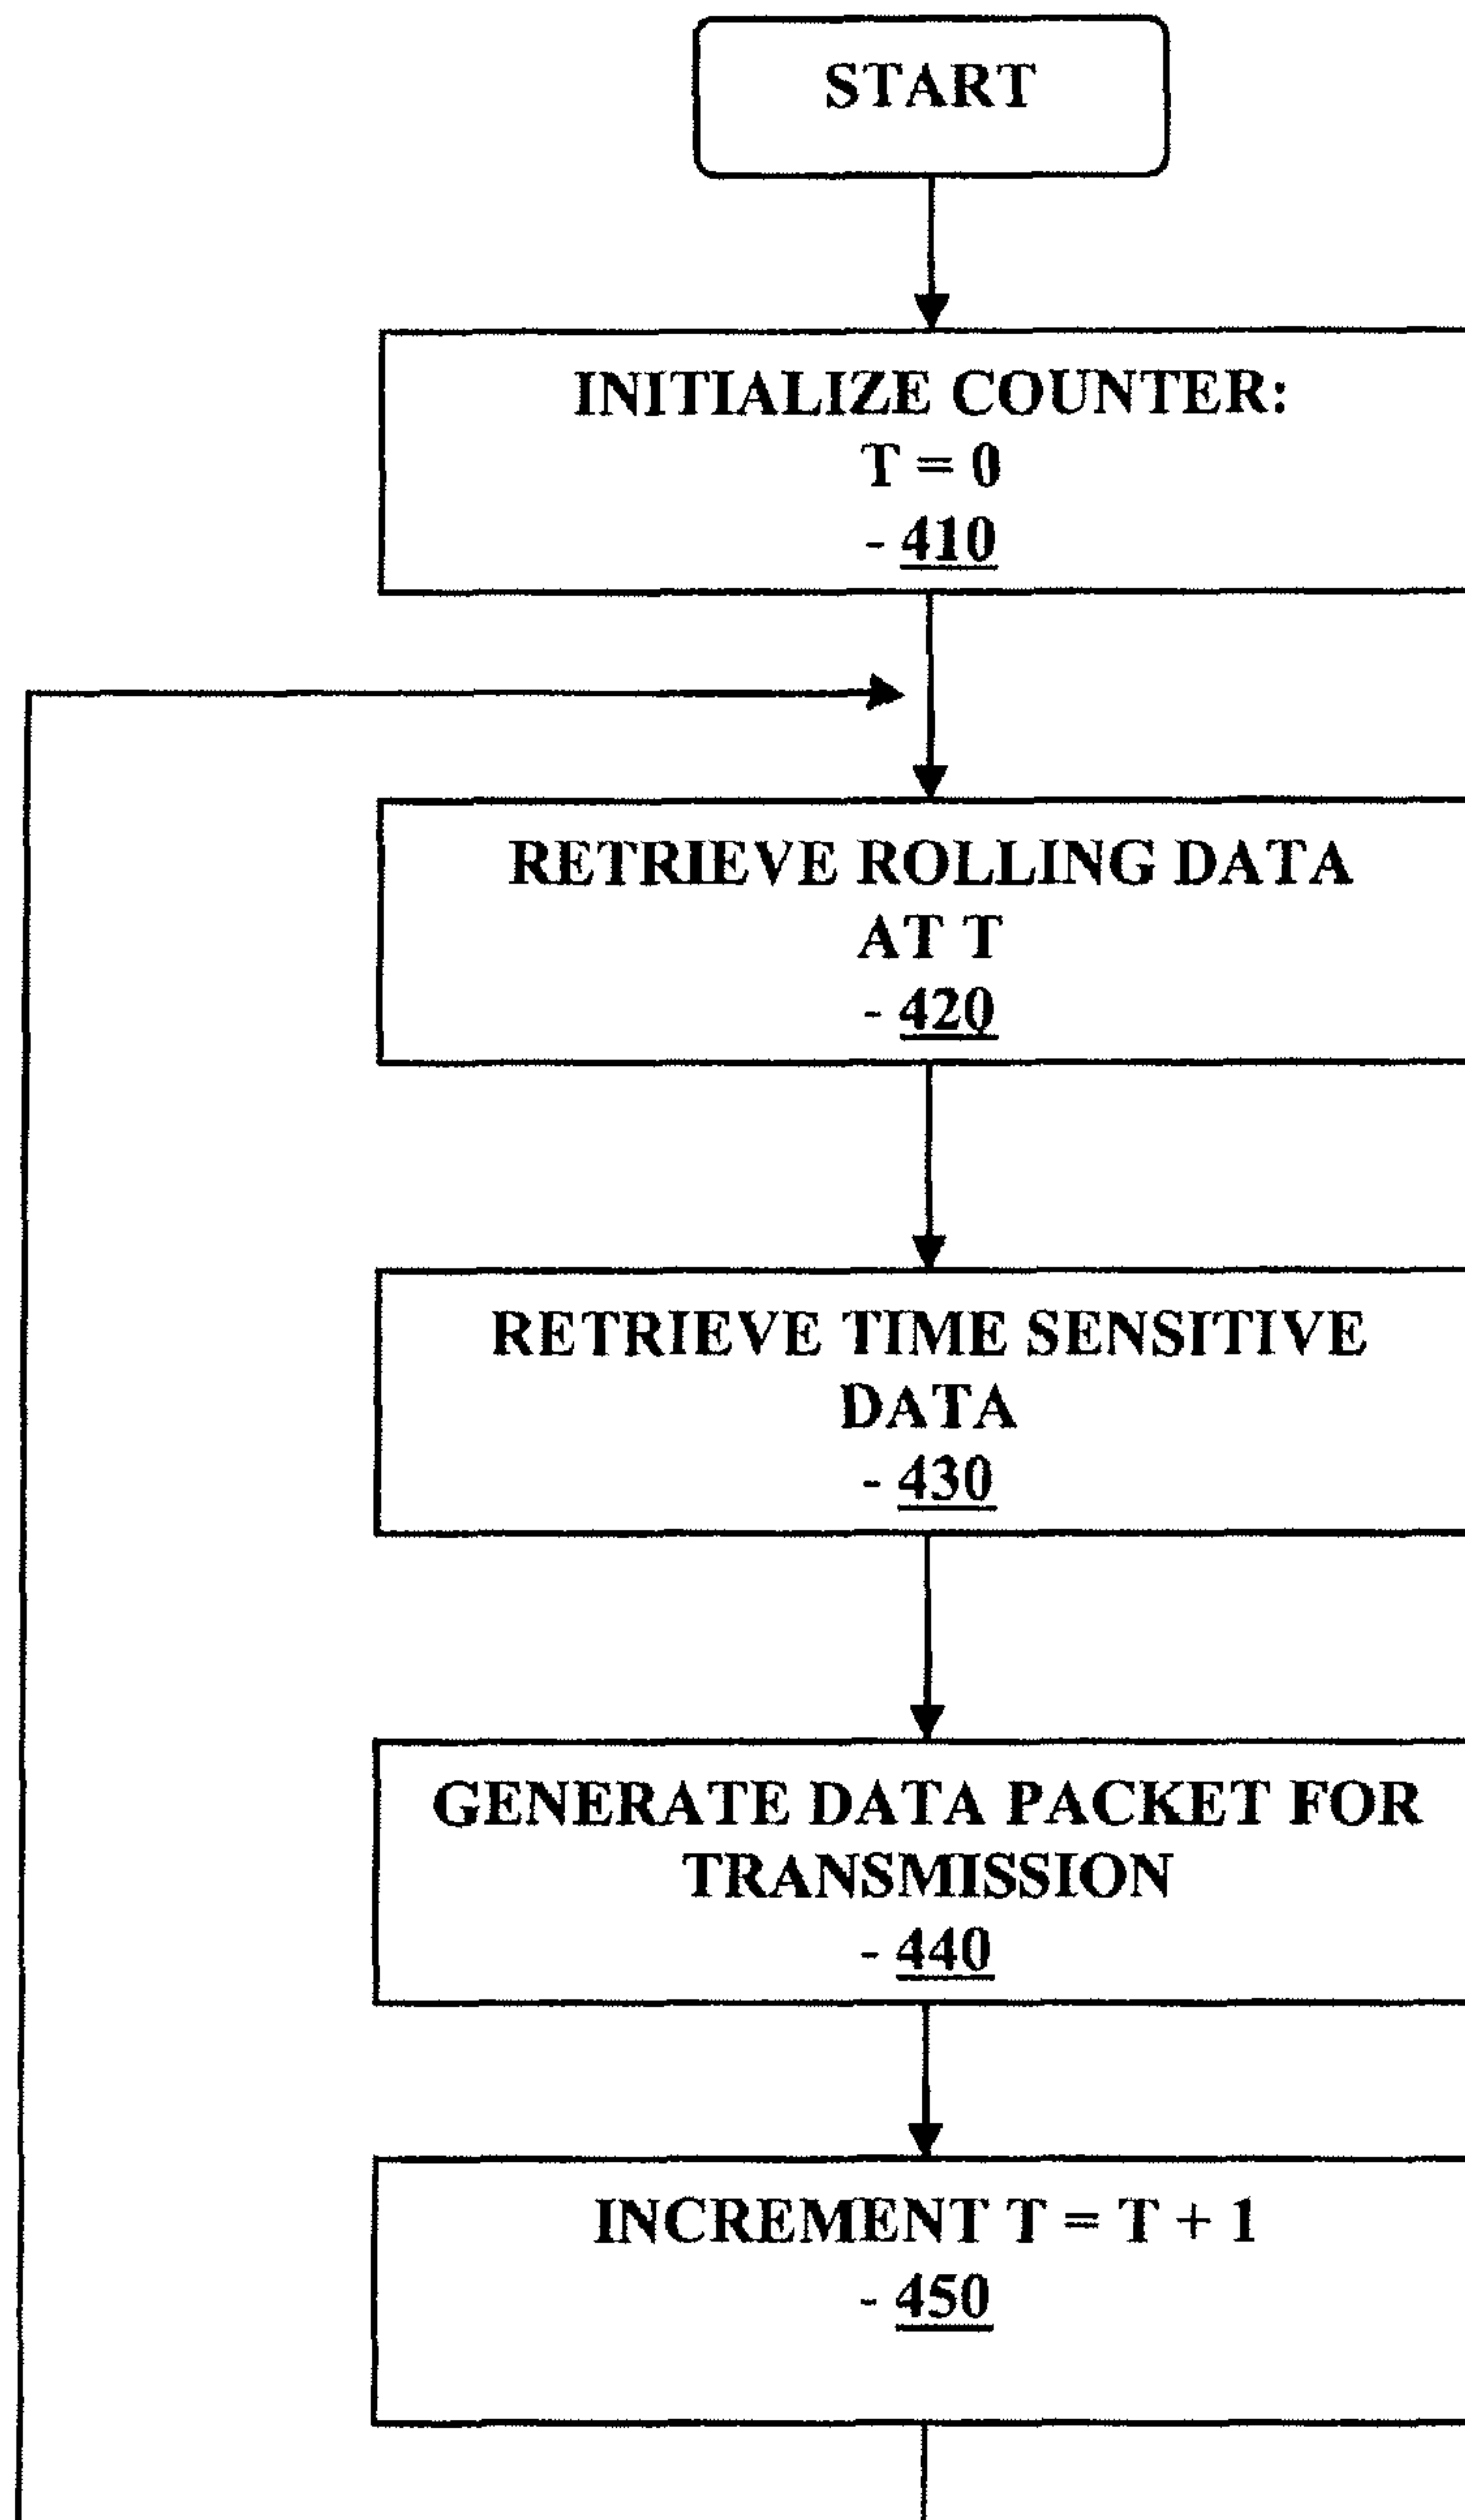 START
INITIALIZE COUNTER:
T = 0
- 410
RETRIEVE ROLLING DATA
AT T
- 420
RETRIEVE TIME SENSITIVE
DATA
- 430
GENERATE DATA PACKET FOR
TRANSMISSION
- 440
INCREMENT T = T + 1
- 450